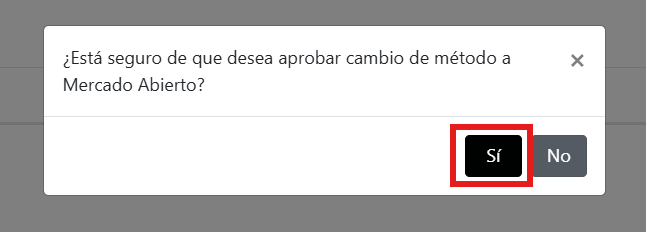 ¿Está seguro de que desea aprobar cambio de método a
Mercado Abierto?
×
Sí
No